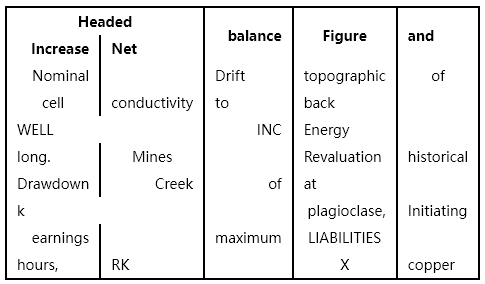 Headed balance Figure and
Increase Net
Nominal Drift topographic of
cell conductivity to back
WELL INC Energy
long. Mines Revaluation historical
Drawdown Creek of at
k plagioclase, Initiating
earnings maximum LIABILITIES
hours, RK X copper